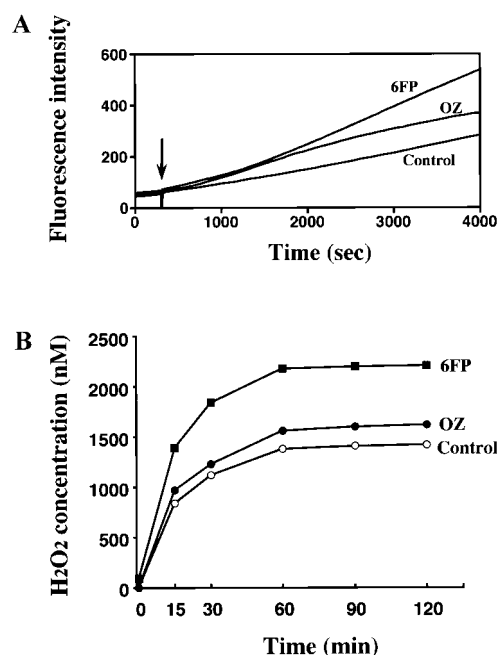 A
Fluorescence intensity
600
400
200
0
6FP
OZ
Control
0 1000 2000 3000 4000
Time (sec)
B
H2O2 concentration (nM)
2500
2000
1500
1000
500
0
6FP
OZ
Control
0 15 30 60 90 120
Time (min)